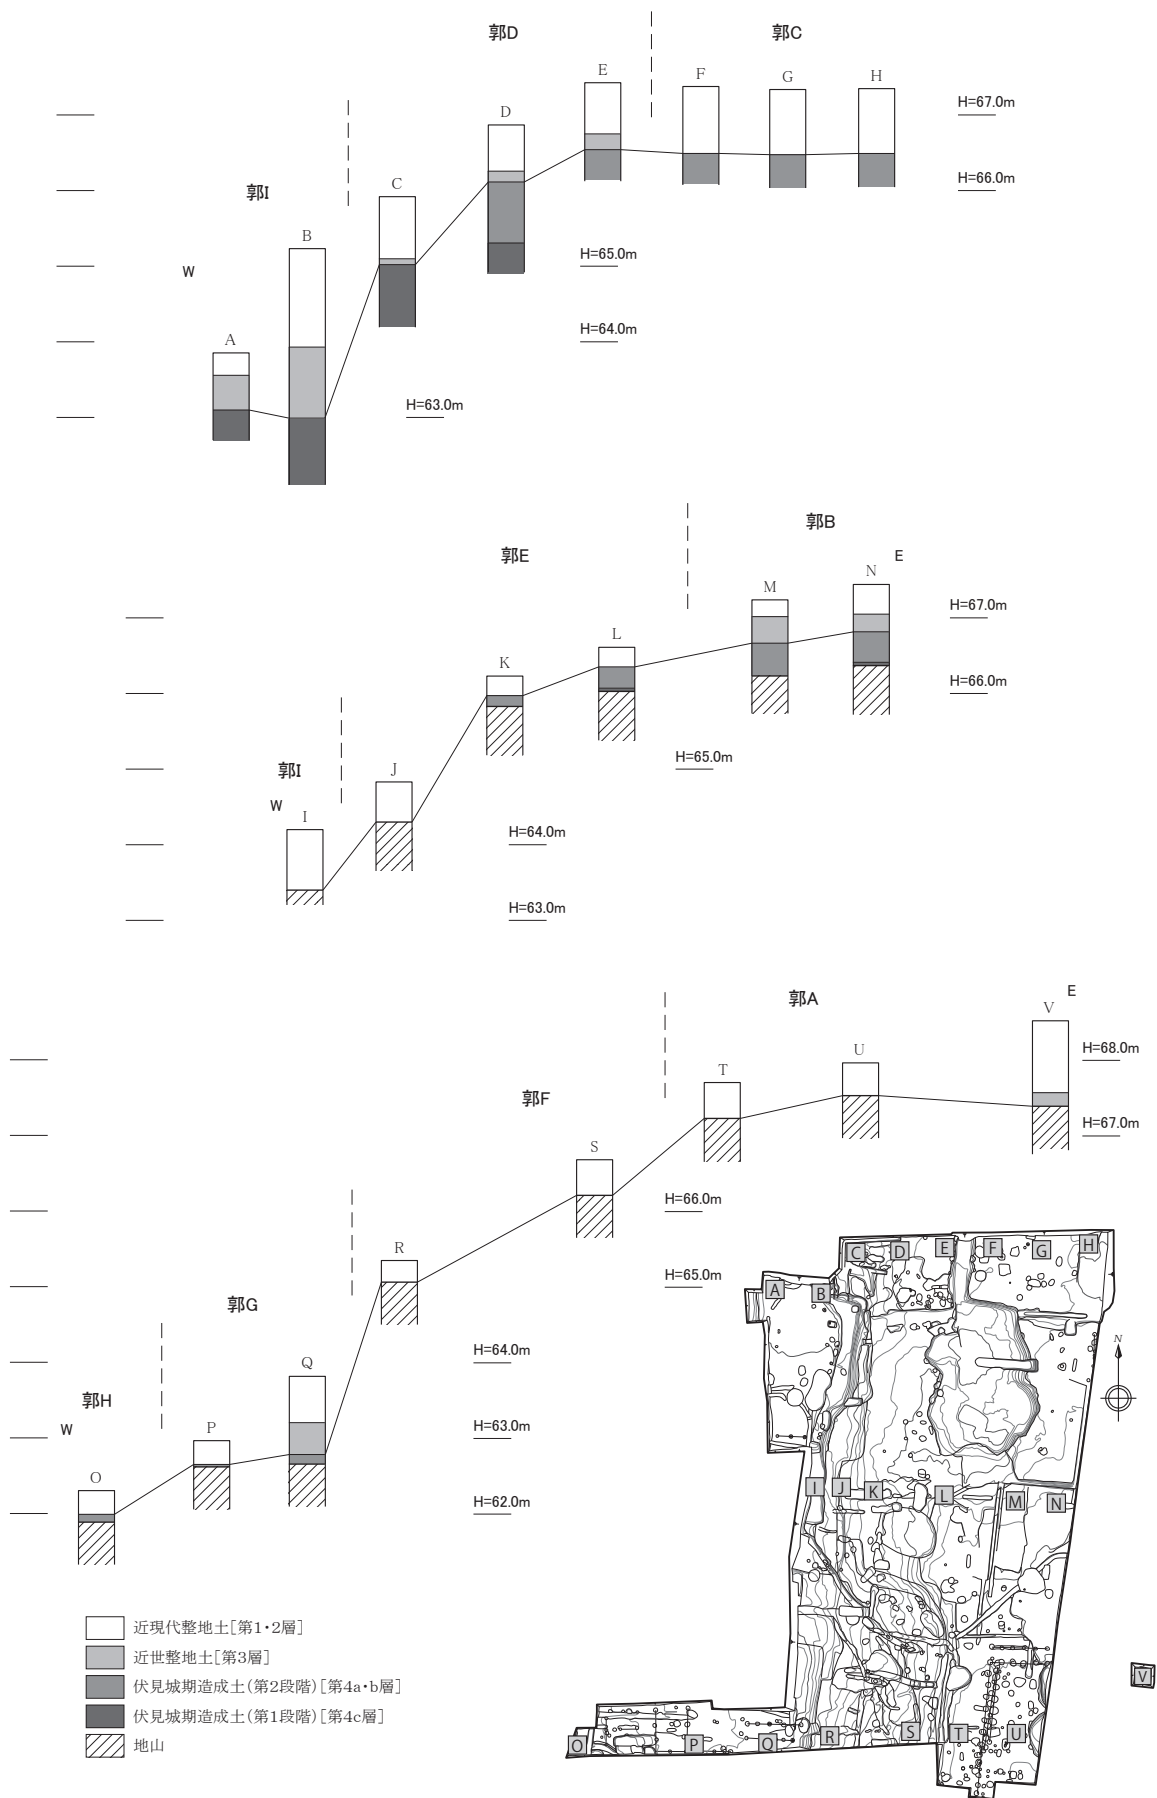 郭D
郭C
E
F
G
H
H=67.0m
D
H=66.0m
郭I
C
B
H=65.0m
W
H=64.0m
A
H=63.0m
郭B
郭E
E
N
M
H=67.0m
L
K
H=66.0m
H=65.0m
郭I
J
W
I
H=64.0m
H=63.0m
郭A
E
V
U
H=68.0m
T
郭F
H=67.0m
S
H=66.0m
R
H=65.0m
郭G
H=64.0m
Q
郭H
W
P
H=63.0m
O
H=62.0m
近現代整地土[第1・2層]
近世整地土[第3層]
伏見城期造成土(第2段階)[第4a・b層]
伏見城期造成土(第1段階)[第4c層]
地山
C D E F G H
A B
N
I J K L M N
V
O P Q R S T U